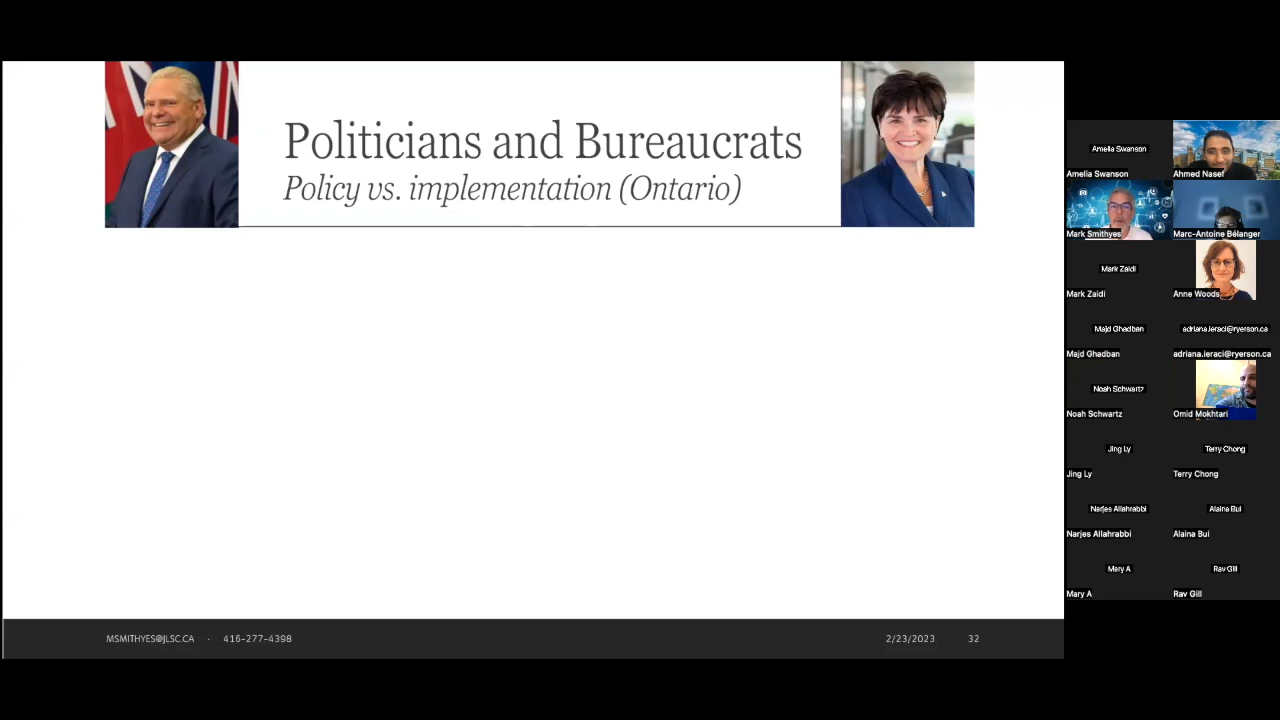 Politicians and Bureaucrats
Policy vs. implementation (Ontario)
MSMITHYES@JLSC.CA · 416-277-4398
2/23/2023 32
Amelia Swanson
Amelia Swanson
Ahmed Nasef
Mark Smithyes
Marc-Antoine Bélanger
Mark Zaidi
Mark Zaidi
Anne Woods
Majd Ghadban
adriana.ieraci@ryerson.ca
Majd Ghadban
adriana.ieraci@ryerson.ca
Noah Schwartz
Noah Schwartz
Omid Mokhtari
Jing Ly
Terry Chong
Jing Ly
Terry Chong
Narjes Allahrabbi
Alaina Bui
Narjes Allahrabbi
Alaina Bui
Mary A
Rav Gill
Mary A
Rav Gill